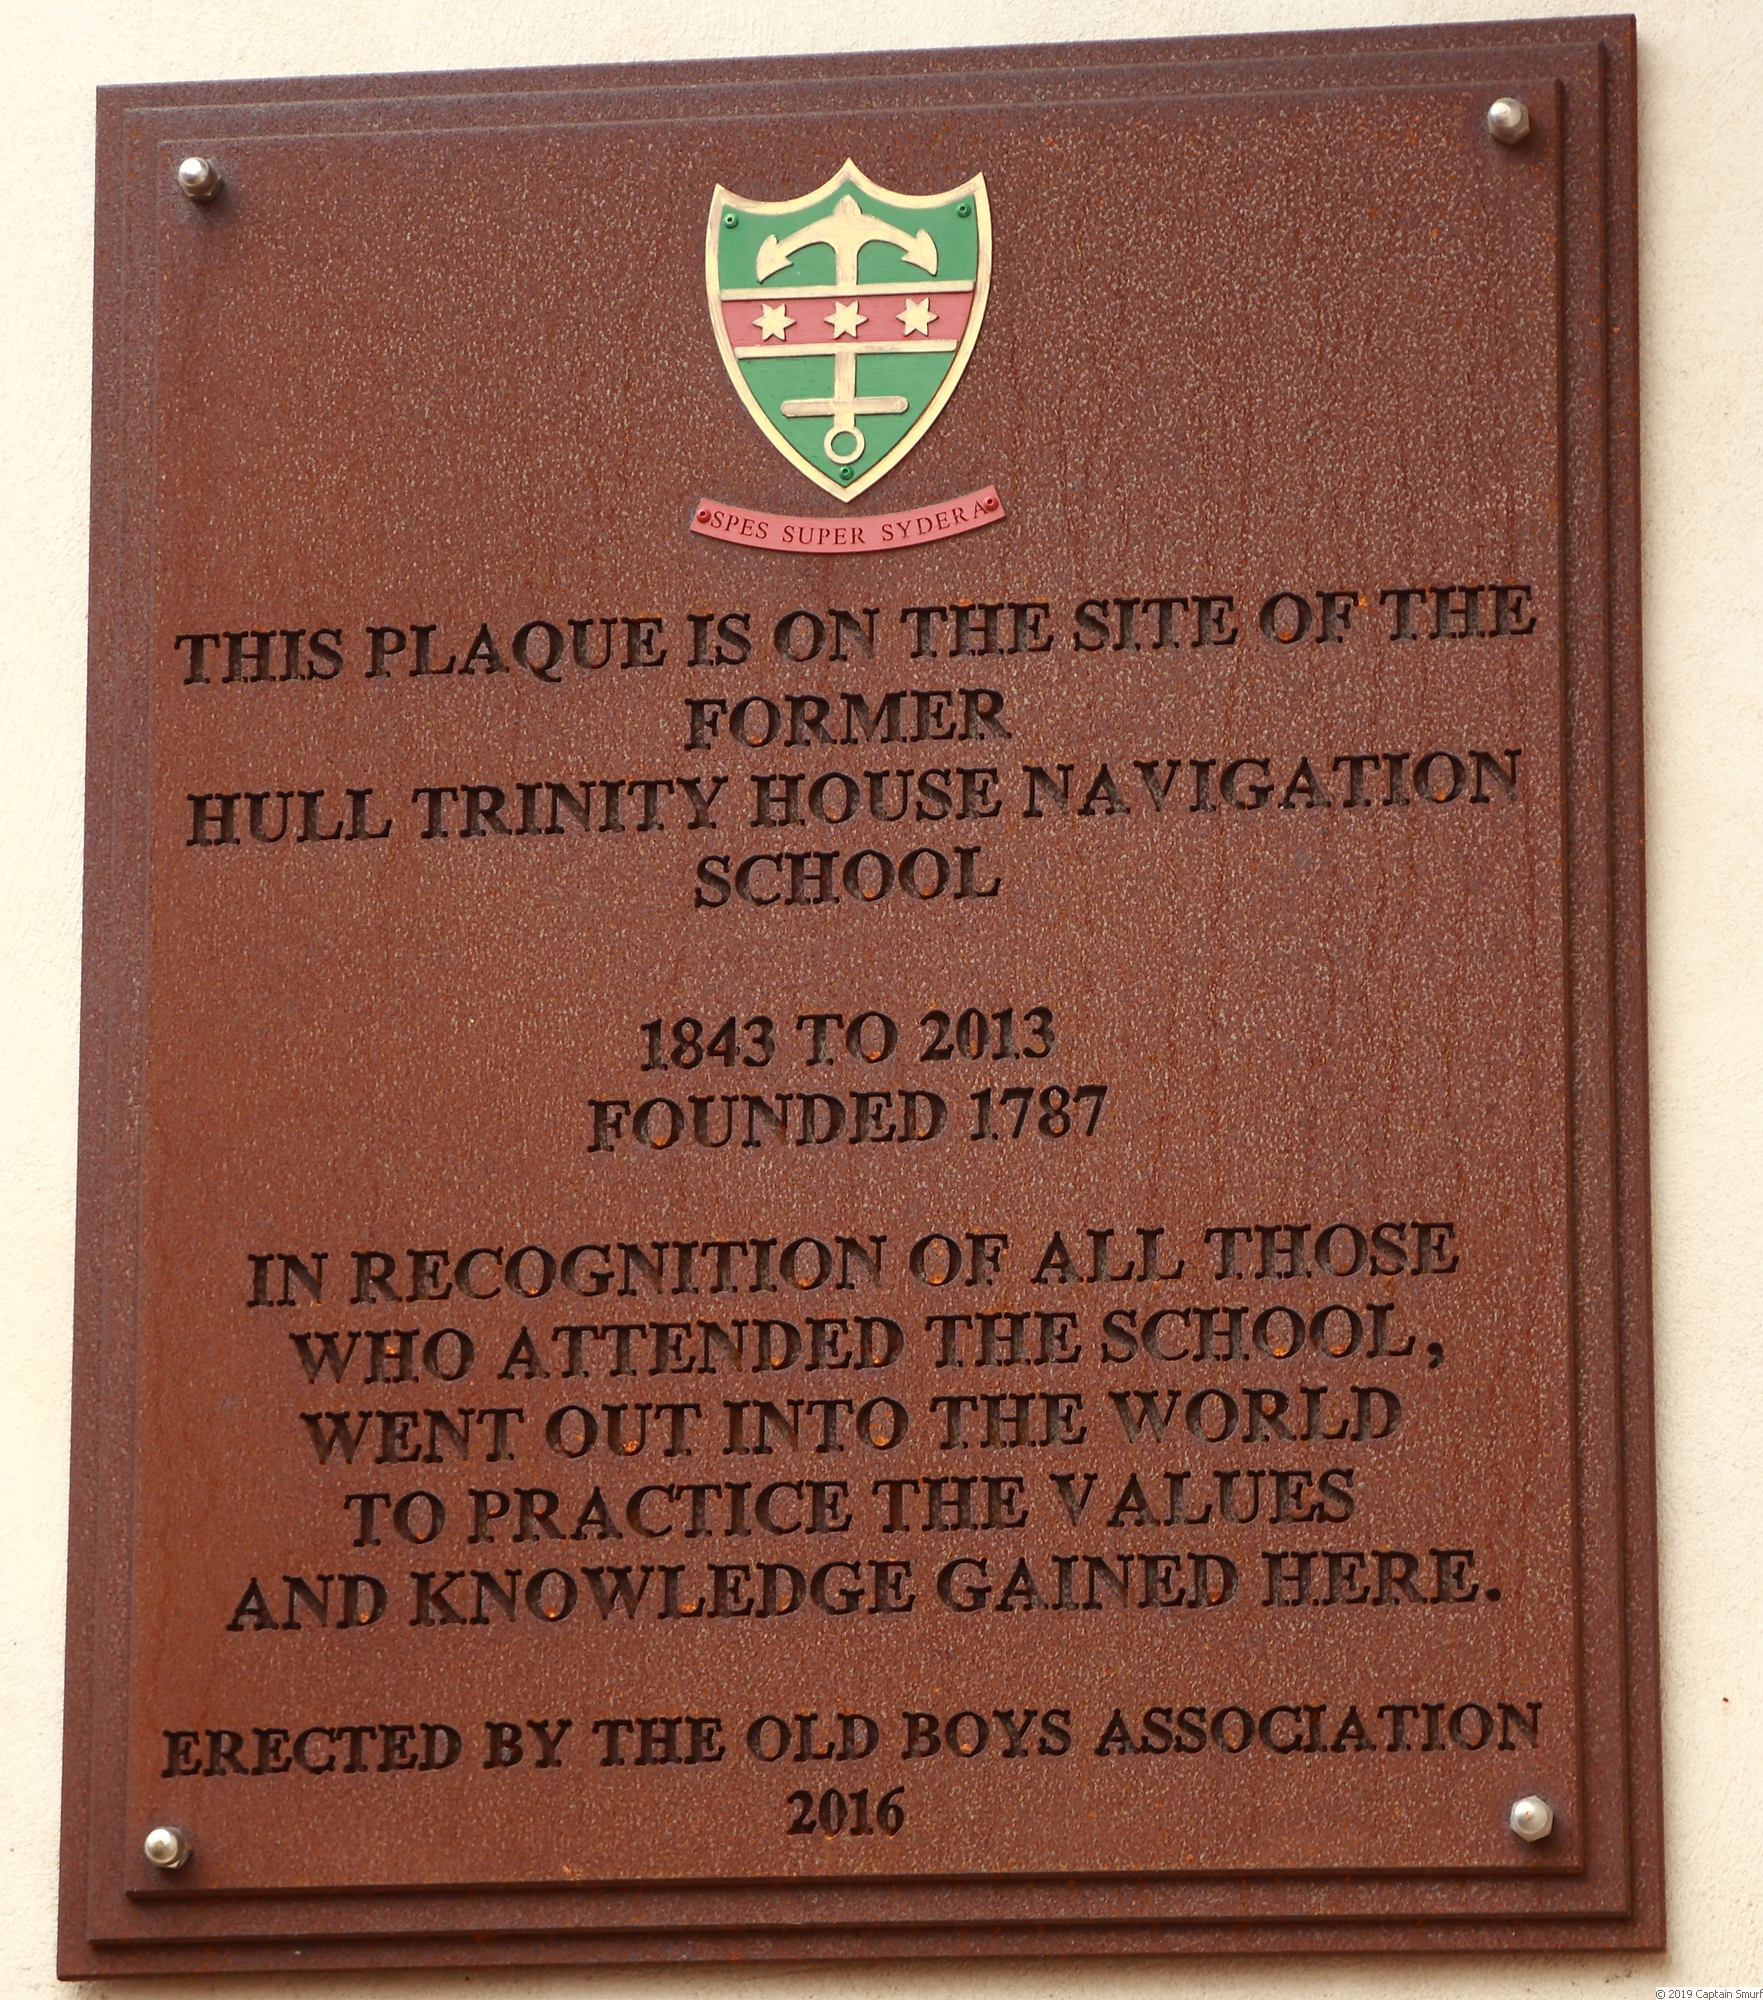 SPES SUPER SYDERA
THIS PLAQUE IS ON THE SITE OF THE
FORMER
HULL TRINITY HOUSE NAVIGATION
SCHOOL
1843 TO 2013
FOUNDED 1787
IN RECOGNITION OF ALL THOSE
WHO ATTENDED THE SCHOOL,
WENT OUT INTO THE WORLD
TO PRACTICE THE VALUES
AND KNOWLEDGE GAINED HERE.
ERECTED BY THE OLD BOYS ASSOCIATION
2016
© 2019 Captain Smurf